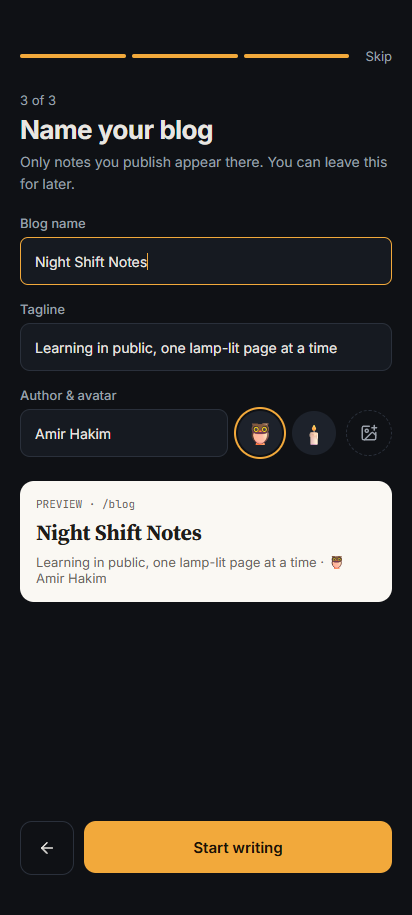 Skip
3 of 3
Name your blog
Only notes you publish appear there. You can leave this
for later.
Blog name
Night Shift Notes
Tagline
Learning in public, one lamp-lit page at a time
Author & avatar
Amir Hakim
PREVIEW · /blog
Night Shift Notes
Learning in public, one lamp-lit page at a time · 🦉
Amir Hakim
Start writing